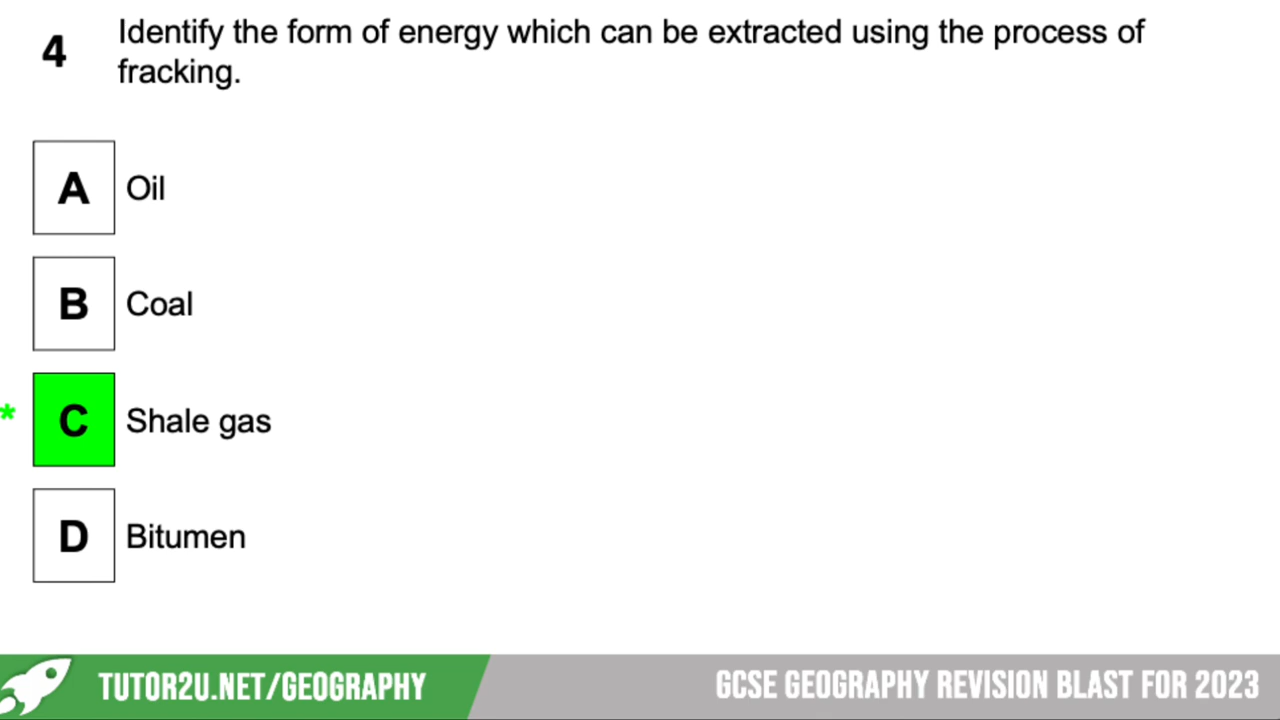 4 Identify the form of energy which can be extracted using the process of
fracking.
A Oil
B Coal
* C Shale gas
D Bitumen
TUTOR2U.NET/GEOGRAPHY GCSE GEOGRAPHY REVISION BLAST FOR 2023